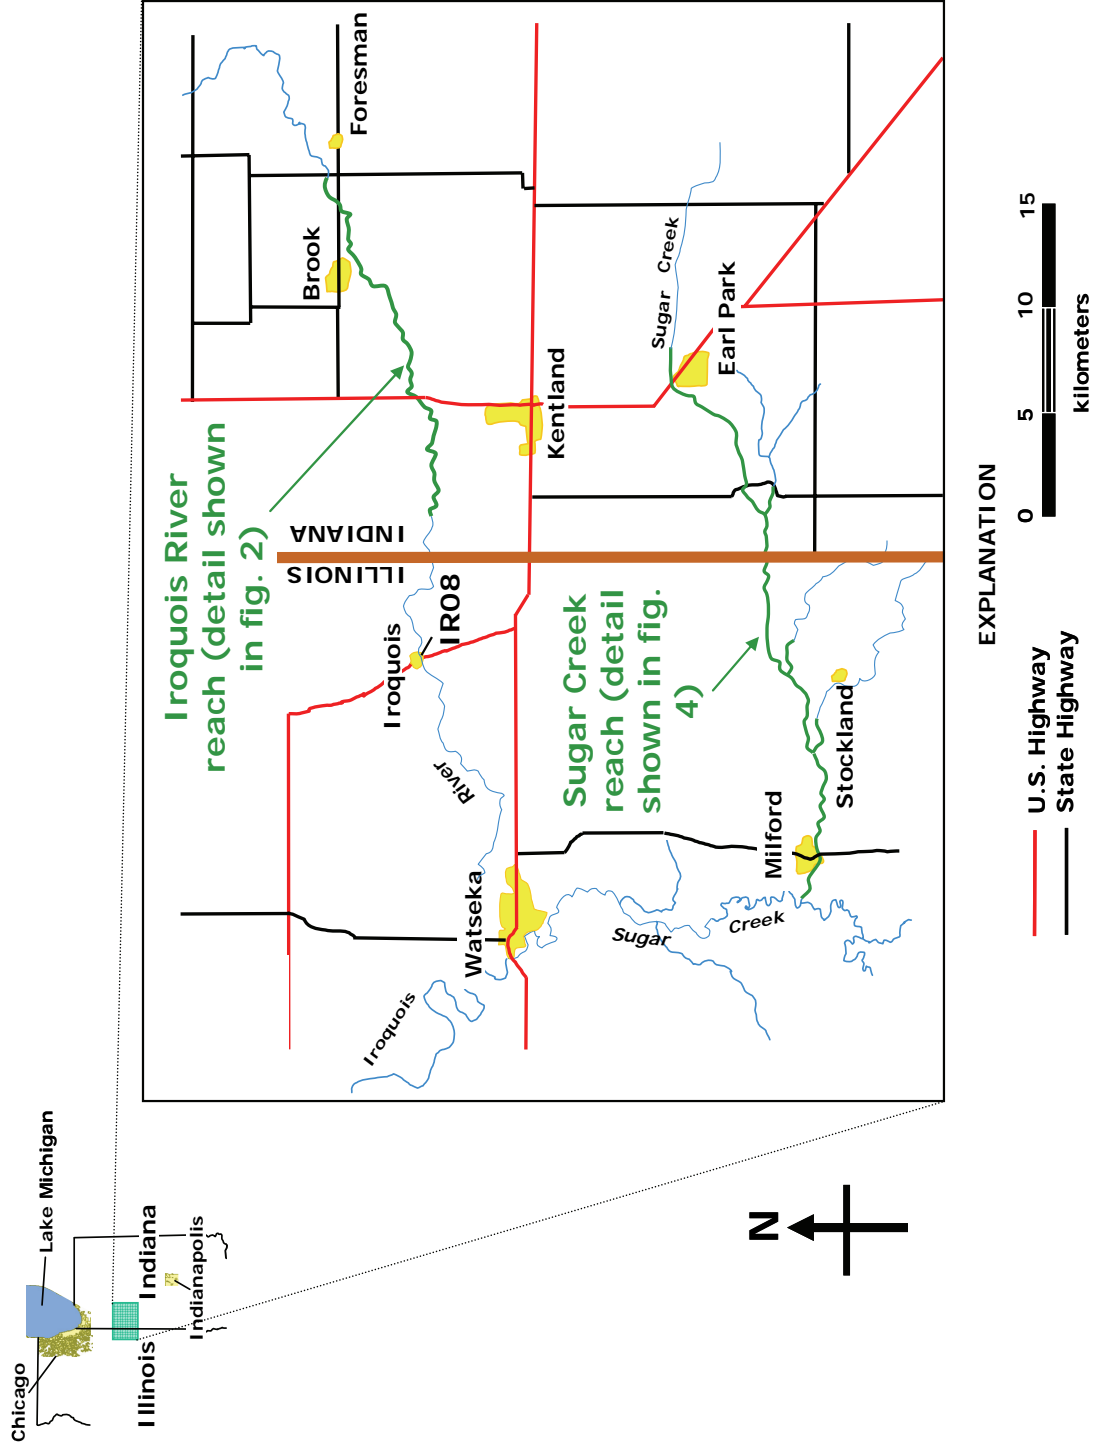 Chicago
Lake Michigan
Illinois
Indiana
Indianapolis
N
Iroquois River
reach (detail shown
in fig. 2)
ILLINOIS
INDIANA
Brook
Foresman
Iroquois
IR08
River
Kentland
Watseka
Iroquois
Sugar Creek
reach (detail
shown in fig.
4)
Sugar Creek
Earl Park
Sugar
Creek
Milford
Stockland
EXPLANATION
U.S. Highway
State Highway
0 5 10 15
kilometers